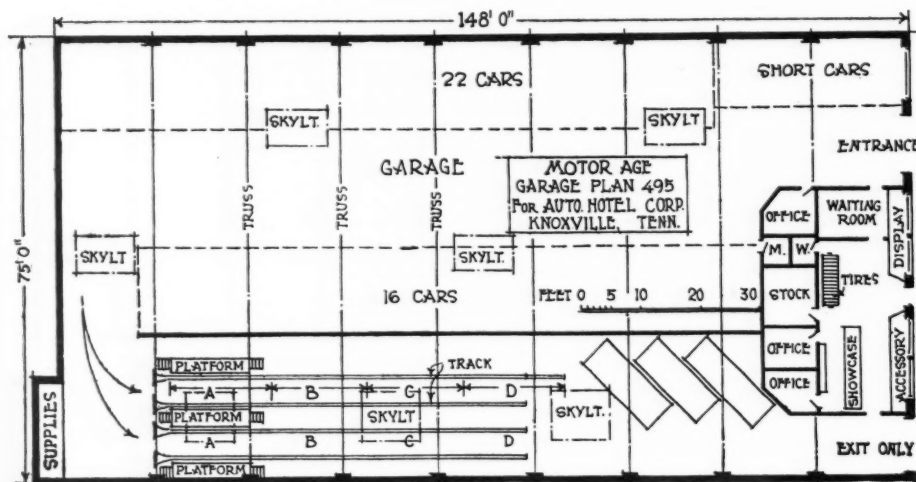 148' 0"
22 CARS
SHORT CARS
SKYLT.
SKYLT
ENTRANCE
GARAGE
MOTOR AGE
GARAGE PLAN 495
FOR AUTO. HOTEL CORP.
KNOXVILLE, TENN.
TRUSS
TRUSS
TRUSS
75' 0"
OFFICE
WAITING
ROOM
DISPLAY
M.
W.
SKYLT
SKYLT.
TIRES
STOCK
16 CARS
FEET 0 5 10 20 30
OFFICE
OFFICE
SHOWCASE
ACCESSORY
TRACK
PLATFORM
A
B
C
D
SKYLT
SKYLT.
PLATFORM
A
B
C
D
PLATFORM
SUPPLIES
EXIT ONLY